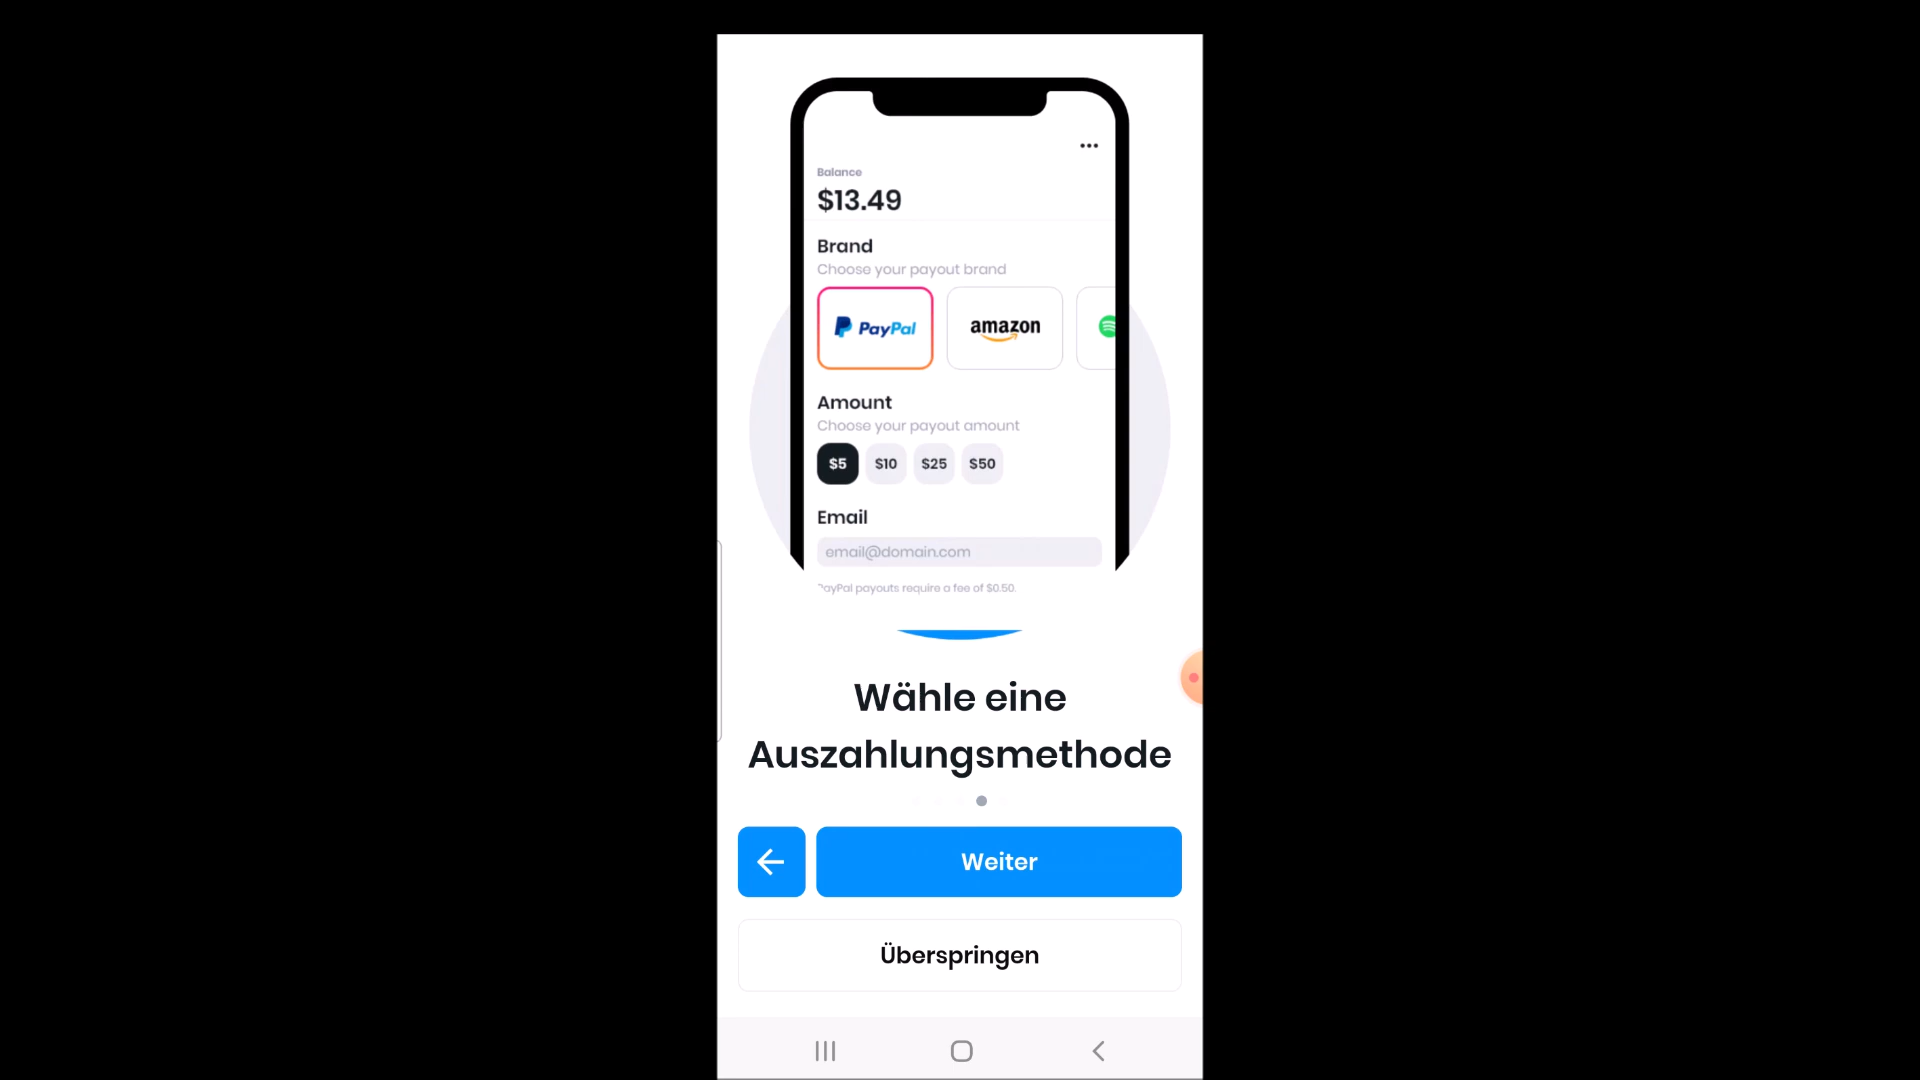 Balance
$13.49
Brand
Choose your payout brand
PayPal
amazon
Amount
Choose your payout amount
$5 $10 $25 $50
Email
email@domain.com
PayPal payouts require a fee of $0.50.
Wähle eine
Auszahlungsmethode
Weiter
Überspringen